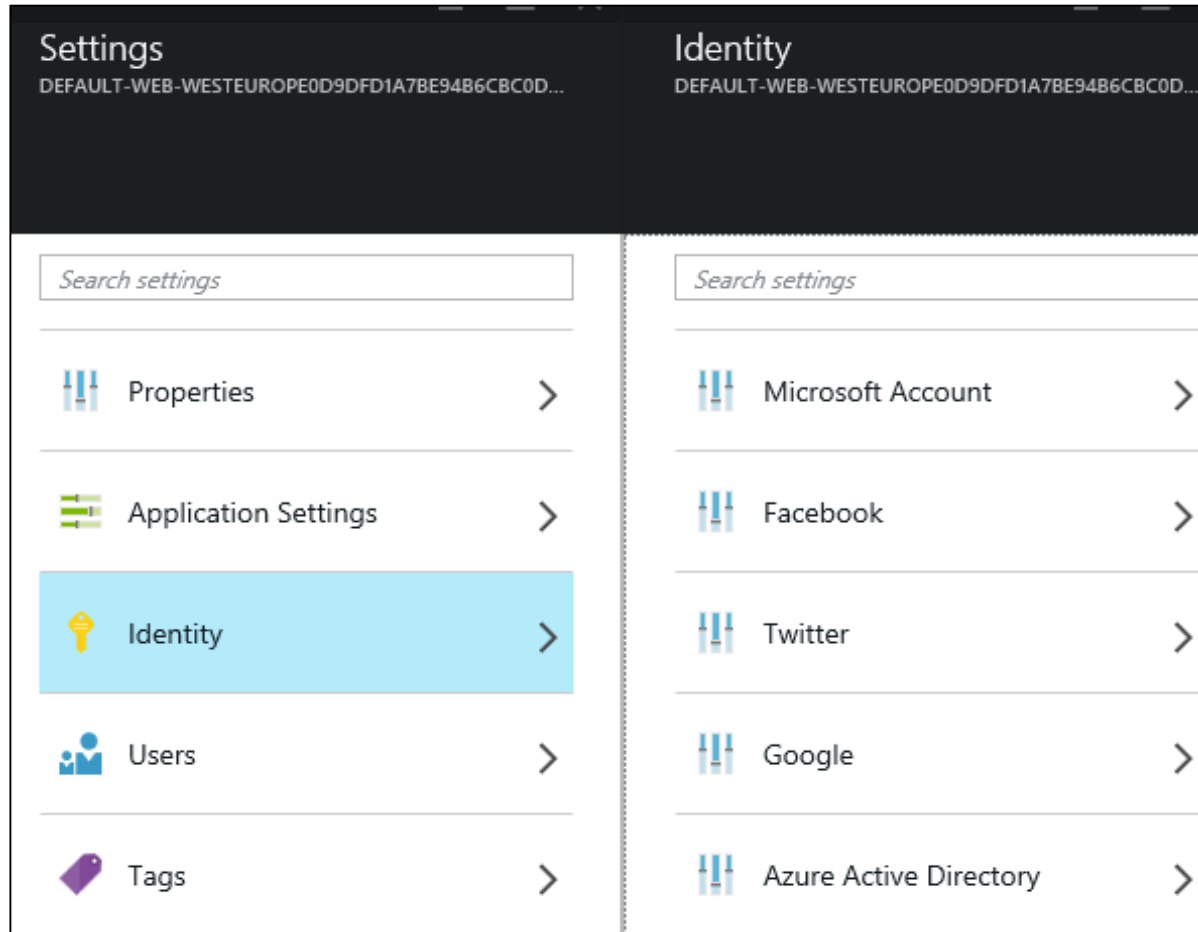 Settings
DEFAULT-WEB-WESTEUROPE0D9DFD1A7BE94B6CBC0D...
Search settings
Properties
Application Settings
Identity
Users
Tags
Identity
DEFAULT-WEB-WESTEUROPE0D9DFD1A7BE94B6CBC0D...
Search settings
Microsoft Account
Facebook
Twitter
Google
Azure Active Directory